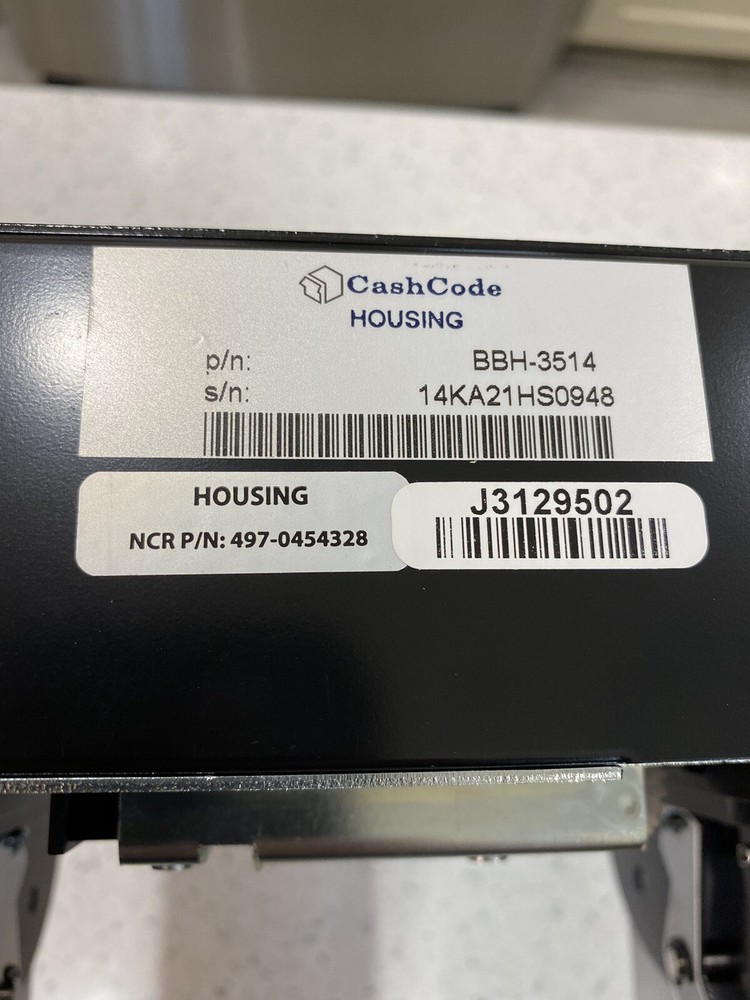 CashCode
HOUSING
p/n: BBH-3514
s/n: 14KA21HS0948
HOUSING
NCR P/N: 497-0454328
J3129502